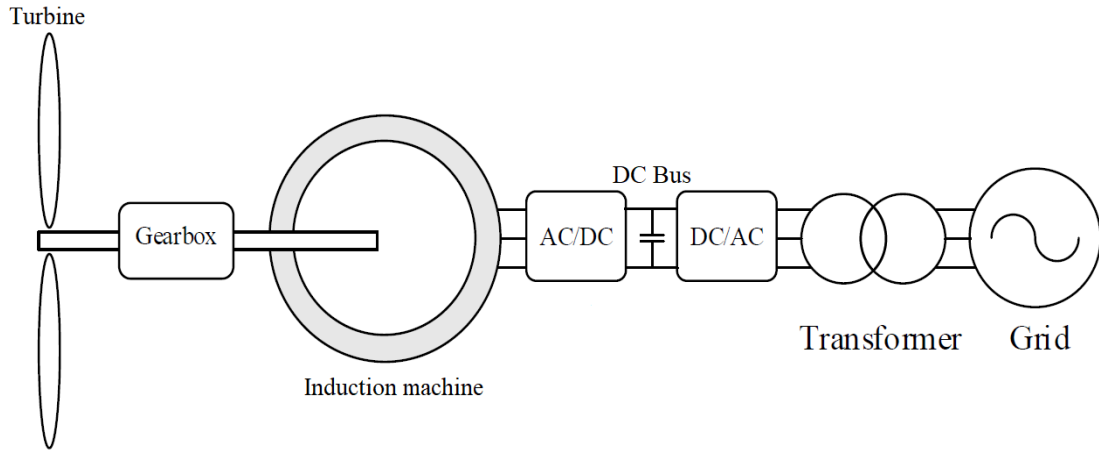 Turbine
DC Bus
Gearbox
AC/DC
DC/AC
Transformer
Grid
Induction machine